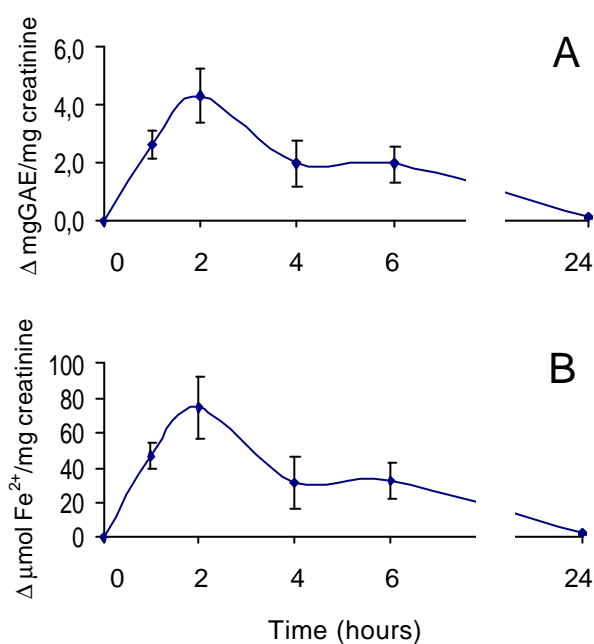 A
Δ mgGAE/mg creatinine
6,0
4,0
2,0
0,0
0 2 4 6 24
B
Δ µmol Fe²⁺/mg creatinine
100
80
60
40
20
0
0 2 4 6 24
Time (hours)